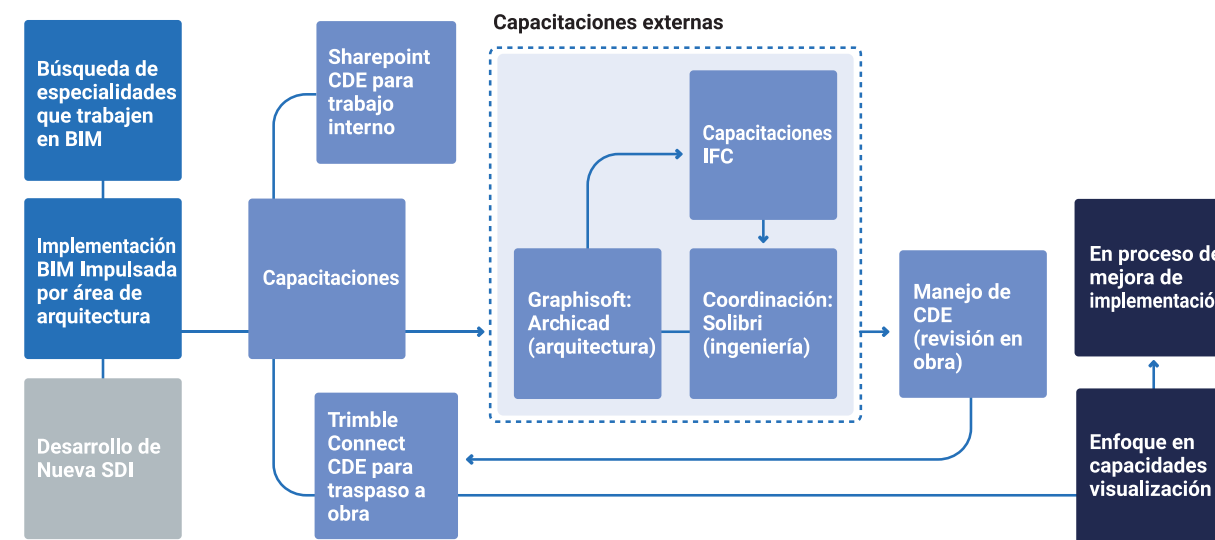 Capacitaciones externas
Búsqueda de
especialidades
que trabajen
en BIM
Implementación
BIM Impulsada
por área de
arquitectura
Desarrollo de
Nueva SDI
Capacitaciones
Sharepoint
CDE para
trabajo
interno
Trimble
Connect
CDE para
traspaso a
obra
Capacitaciones
IFC
Graphisoft:
Archicad
(arquitectura)
Coordinación:
Solibri
(ingeniería)
Manejo de
CDE
(revisión en
obra)
En proceso de
mejora de
implementació
Enfoque en
capacidades
visualización